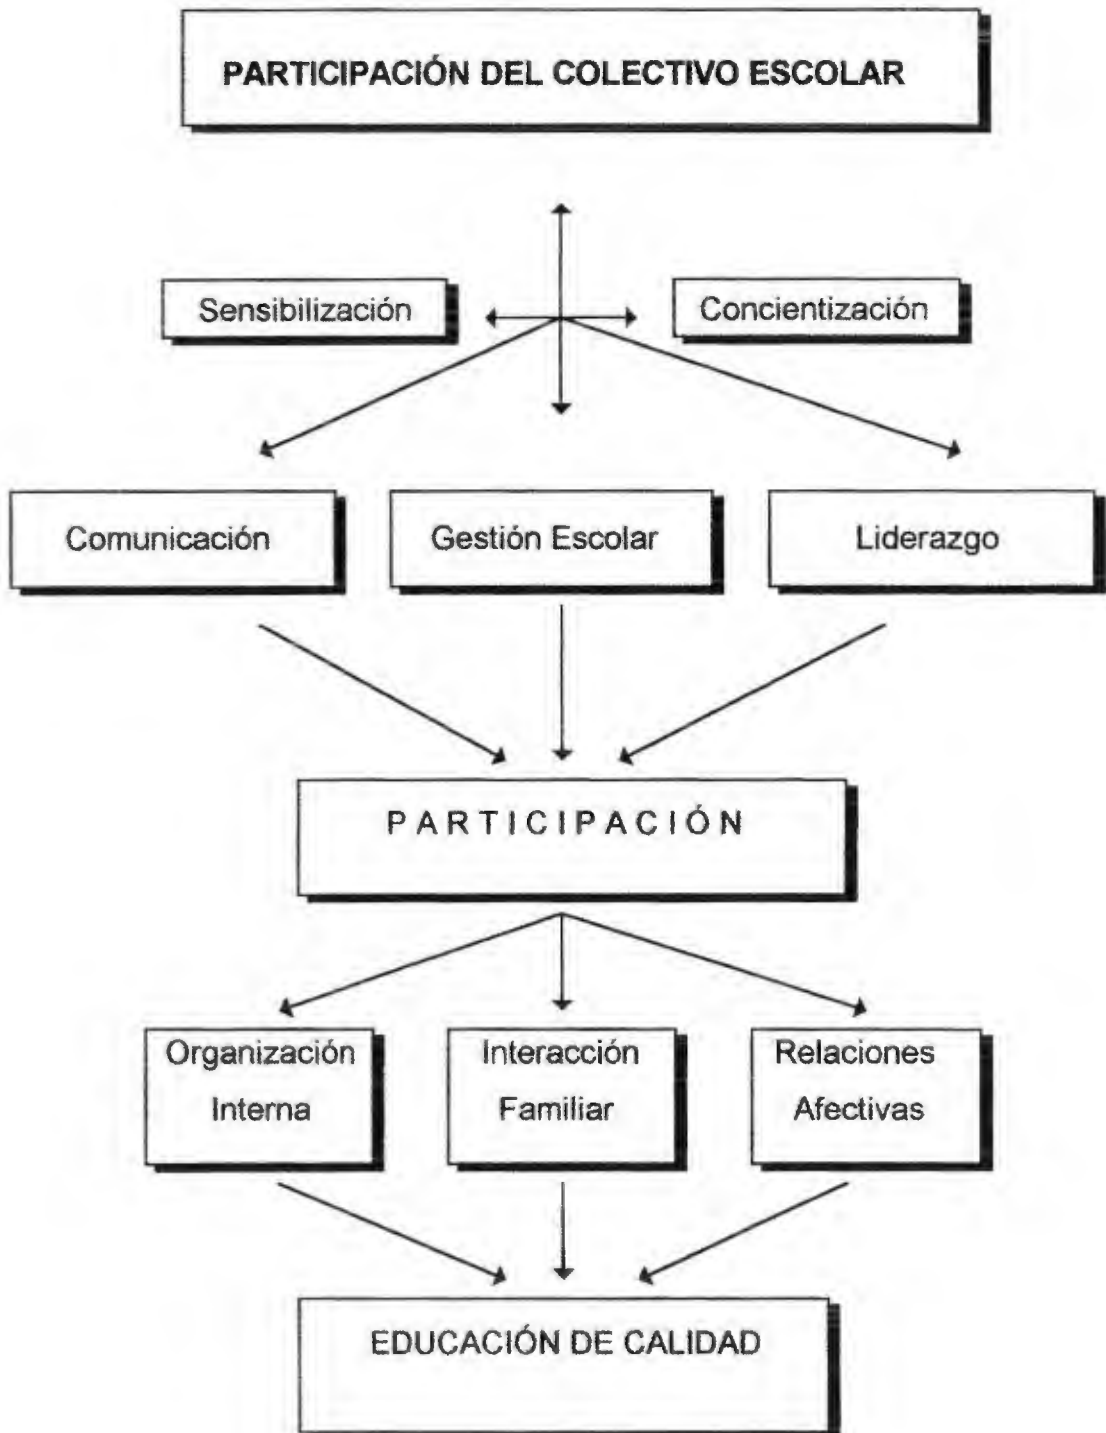 PARTICIPACIÓN DEL COLECTIVO ESCOLAR
Sensibilización
Concientización
Comunicación
Gestión Escolar
Liderazgo
PARTICIPACIÓN
Organización
Interna
Interacción
Familiar
Relaciones
Afectivas
EDUCACIÓN DE CALIDAD